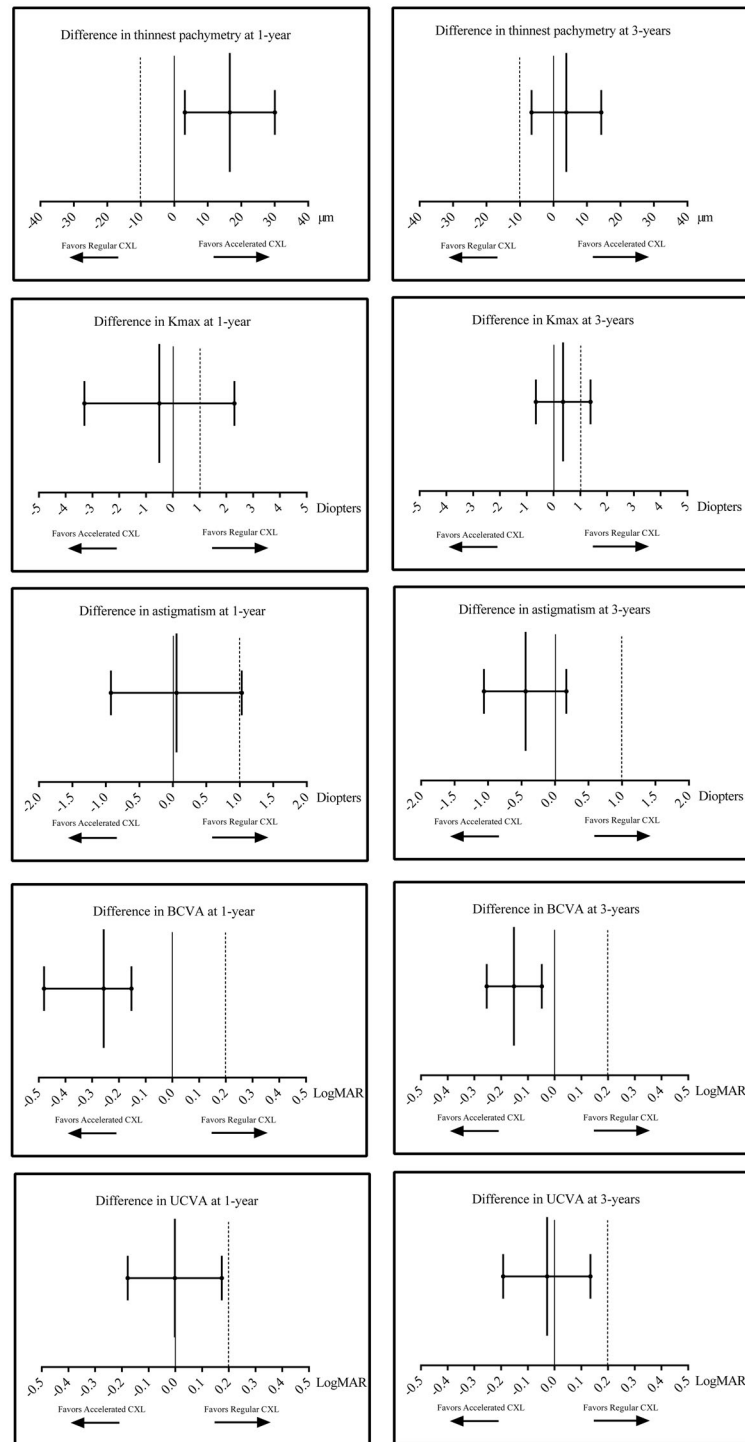 Difference in thinnest pachymetry at 1-year
-40 -30 -20 -10 0 10 20 30 40 μm
Favors Regular CXL Favors Accelerated CXL
Difference in thinnest pachymetry at 3-years
-40 -30 -20 -10 0 10 20 30 40 μm
Favors Regular CXL Favors Accelerated CXL
Difference in Kmax at 1-year
-5 -4 -3 -2 -1 0 1 2 3 4 5 Diopters
Favors Accelerated CXL Favors Regular CXL
Difference in Kmax at 3-years
-5 -4 -3 -2 -1 0 1 2 3 4 5 Diopters
Favors Accelerated CXL Favors Regular CXL
Difference in astigmatism at 1-year
-2.0 -1.5 -1.0 -0.5 0.0 0.5 1.0 1.5 2.0 Diopters
Favors Accelerated CXL Favors Regular CXL
Difference in astigmatism at 3-years
-2.0 -1.5 -1.0 -0.5 0.0 0.5 1.0 1.5 2.0 Diopters
Favors Accelerated CXL Favors Regular CXL
Difference in BCVA at 1-year
-0.5 -0.4 -0.3 -0.2 -0.1 0.0 0.1 0.2 0.3 0.4 0.5 LogMAR
Favors Accelerated CXL Favors Regular CXL
Difference in BCVA at 3-years
-0.5 -0.4 -0.3 -0.2 -0.1 0.0 0.1 0.2 0.3 0.4 0.5 LogMAR
Favors Accelerated CXL Favors Regular CXL
Difference in UCVA at 1-year
-0.5 -0.4 -0.3 -0.2 -0.1 0.0 0.1 0.2 0.3 0.4 0.5 LogMAR
Favors Accelerated CXL Favors Regular CXL
Difference in UCVA at 3-years
-0.5 -0.4 -0.3 -0.2 -0.1 0.0 0.1 0.2 0.3 0.4 0.5 LogMAR
Favors Accelerated CXL Favors Regular CXL